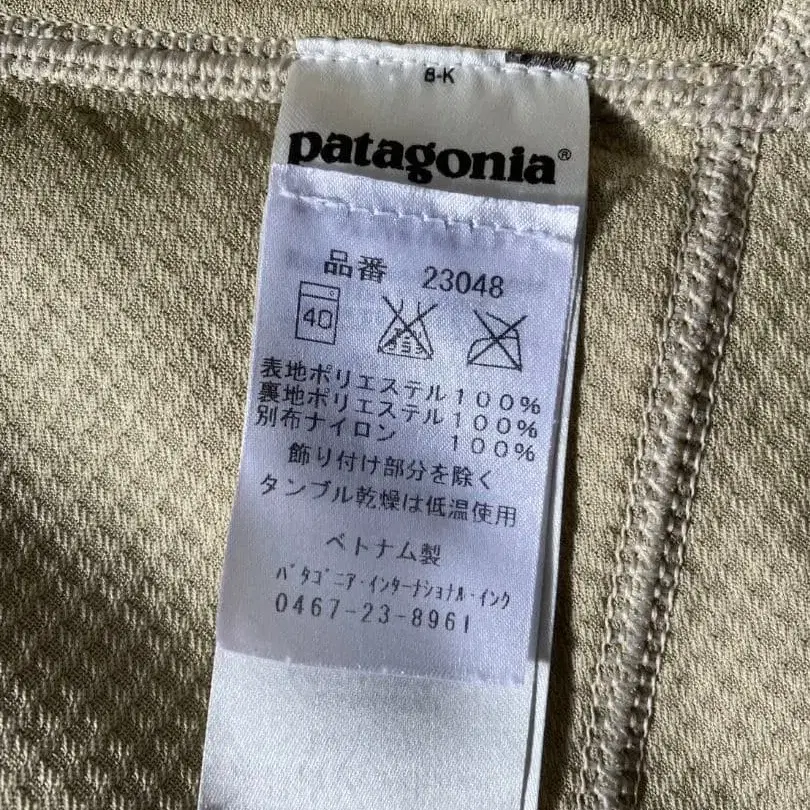 8-K
patagonia®
品番 23048
40
表地ポリエステル100%
裏地ポリエステル100%
別布ナイロン 100%
飾り付け部分を除く
タンブル乾燥は低温使用
ベトナム製
パタゴニア·インターナショナル·インク
0467-23-8961